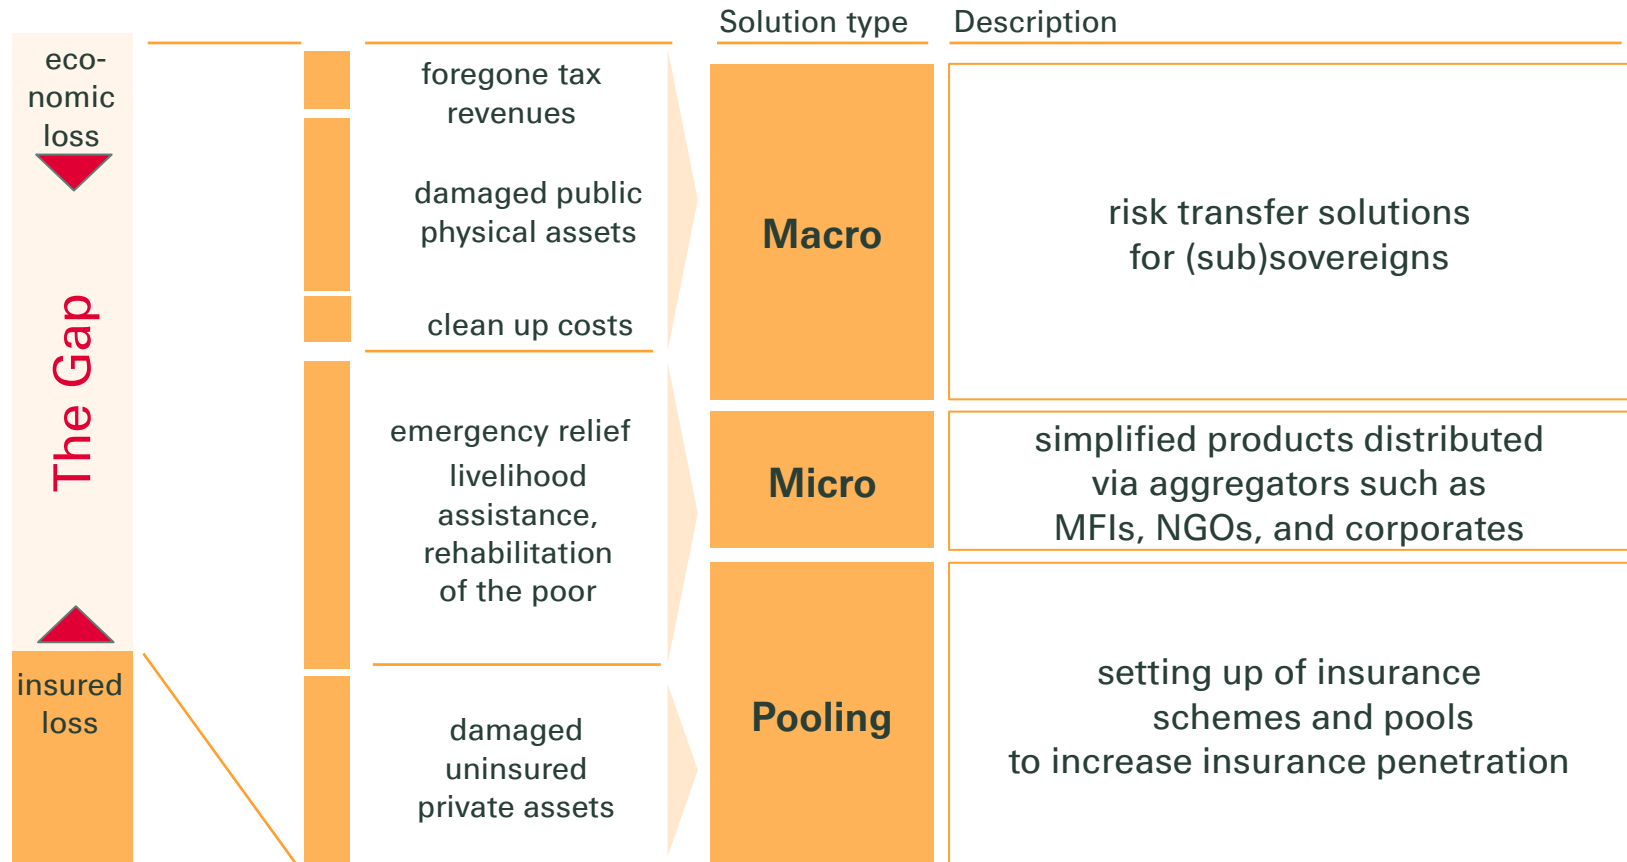 Solution type
Description
eco-
nomic
loss
The Gap
insured
loss
foregone tax
revenues
damaged public
physical assets
clean up costs
emergency relief
livelihood
assistance,
rehabilitation
of the poor
damaged
uninsured
private assets
Macro
risk transfer solutions
for (sub)sovereigns
Micro
simplified products distributed
via aggregators such as
MFIs, NGOs, and corporates
Pooling
setting up of insurance
schemes and pools
to increase insurance penetration